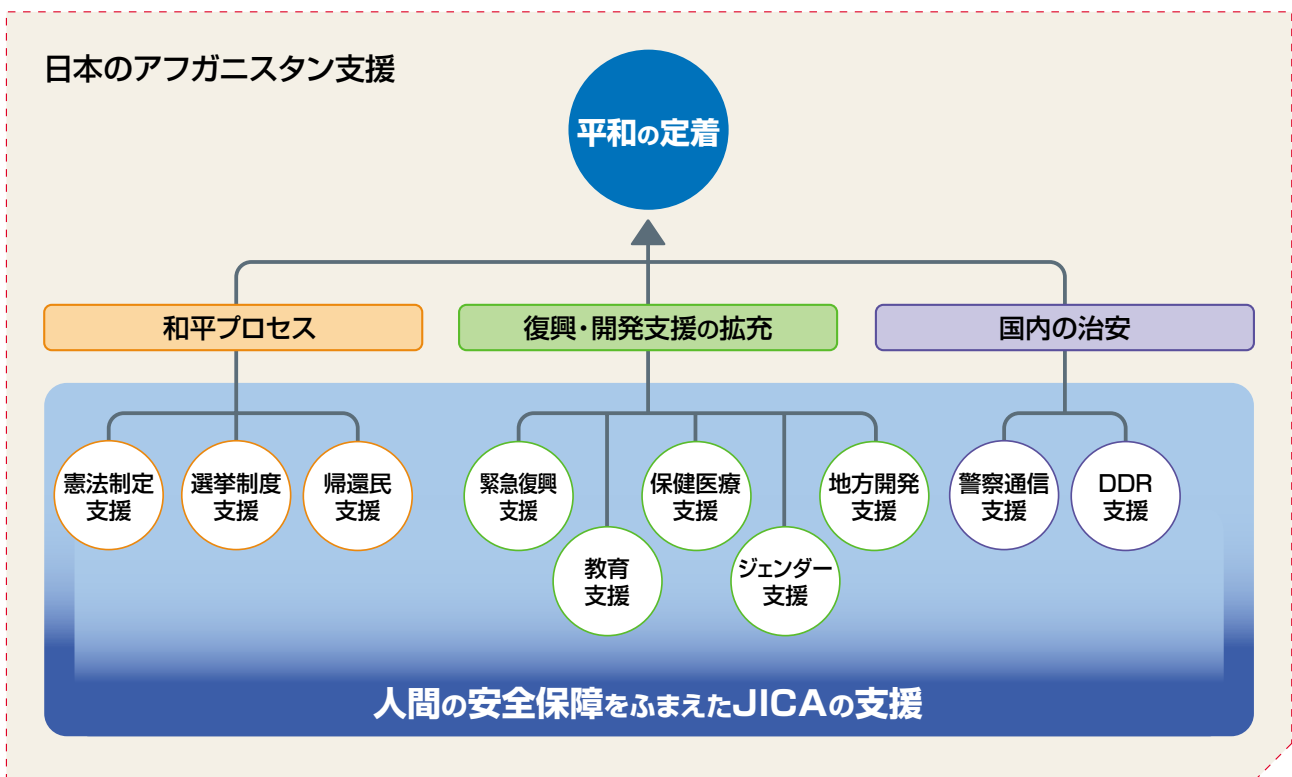 日本のアフガニスタン支援
平和の定着
和平プロセス
復興・開発支援の拡充
国内の治安
憲法制定
支援
選挙制度
支援
帰還民
支援
緊急復興
支援
教育
支援
保健医療
支援
ジェンダー
支援
地方開発
支援
警察通信
支援
DDR
支援
人間の安全保障をふまえたJICAの支援